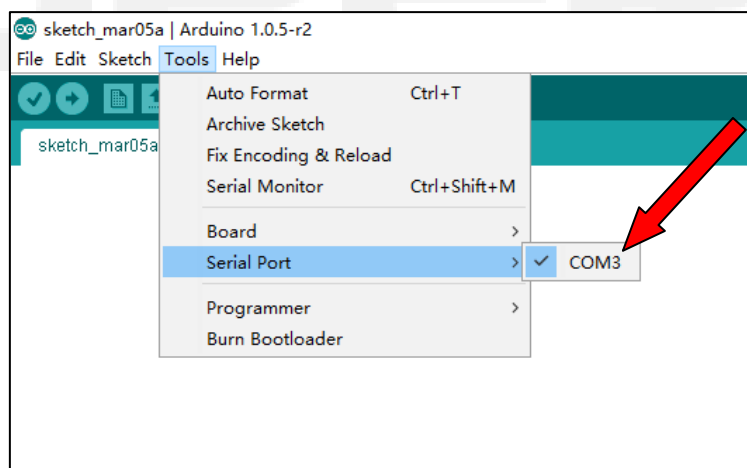 sketch_mar05a | Arduino 1.0.5-r2
File Edit Sketch Tools Help
Auto Format Ctrl+T
sketch_mar05a
Archive Sketch
Fix Encoding & Reload
Serial Monitor Ctrl+Shift+M
Board
Serial Port
COM3
Programmer
Burn Bootloader